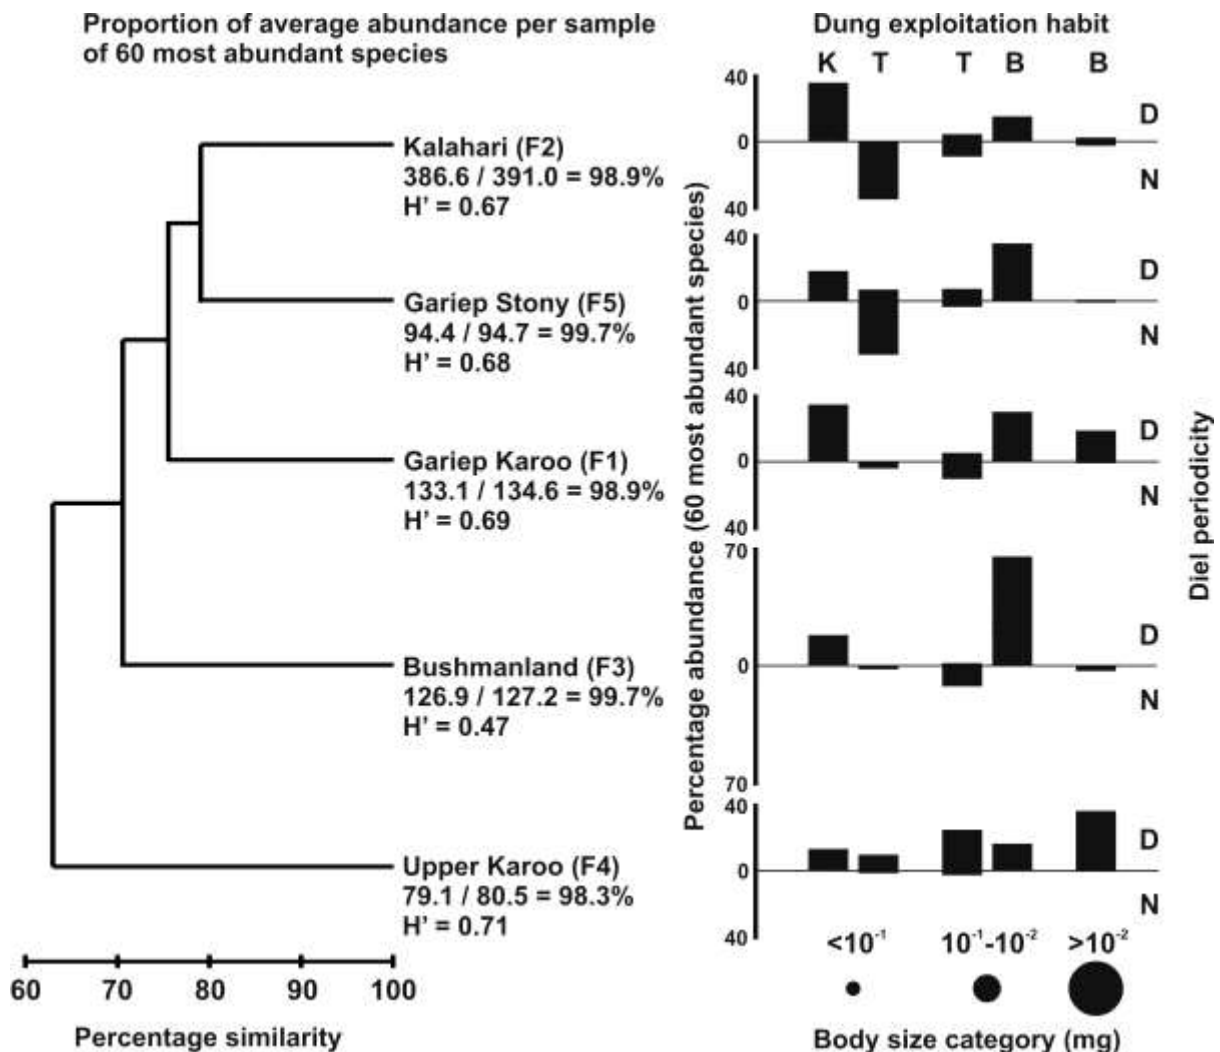 Proportion of average abundance per sample
of 60 most abundant species
Kalahari (F2)
386.6 / 391.0 = 98.9%
H' = 0.67
Gariep Stony (F5)
94.4 / 94.7 = 99.7%
H' = 0.68
Gariep Karoo (F1)
133.1 / 134.6 = 98.9%
H' = 0.69
Bushmanland (F3)
126.9 / 127.2 = 99.7%
H' = 0.47
Upper Karoo (F4)
79.1 / 80.5 = 98.3%
H' = 0.71
60 70 80 90 100
Percentage similarity
Dung exploitation habit
K T T B B
40
0
40
D
N
40
0
40
D
N
40
0
40
D
N
70
0
70
D
N
40
0
40
D
N
Percentage abundance (60 most abundant species)
Diel periodicity
<10⁻¹ 10⁻¹-10⁻² >10⁻²
Body size category (mg)